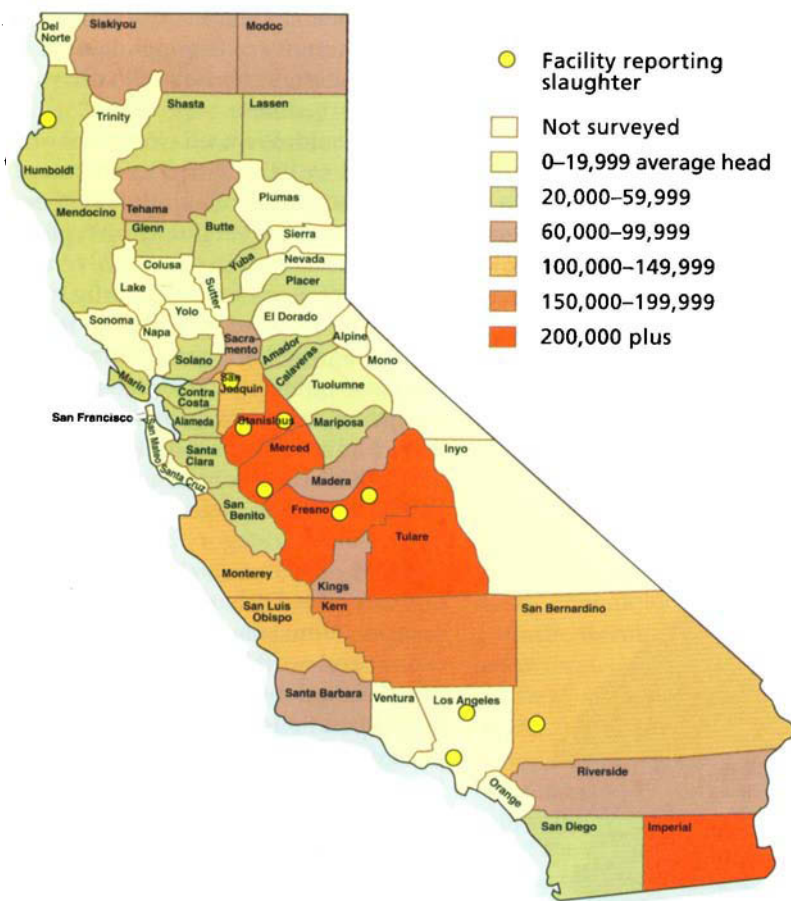 Del
Norte
Siskiyou
Modoc
Facility reporting
slaughter
Not surveyed
0–19,999 average head
20,000–59,999
60,000–99,999
100,000–149,999
150,000–199,999
200,000 plus
Trinity
Shasta
Lassen
Humboldt
Mendocino
Tehama
Plumas
Glenn
Butte
Sierra
Nevada
Yuba
Colusa
Lake
Sutter
Placer
Sonoma
Napa
Yolo
El Dorado
Alpine
Sacra-
mento
Amador
Mono
Solano
Calaveras
Marin
San
Joaquin
Tuolumne
Contra
Costa
San Francisco
Alameda
Stanislaus
Mariposa
San Mateo
Santa
Clara
Merced
Inyo
Santa Cruz
Madera
San
Benito
Fresno
Tulare
Monterey
Kings
San Luis
Obispo
Kern
San Bernardino
Santa Barbara
Ventura
Los Angeles
Orange
Riverside
San Diego
Imperial